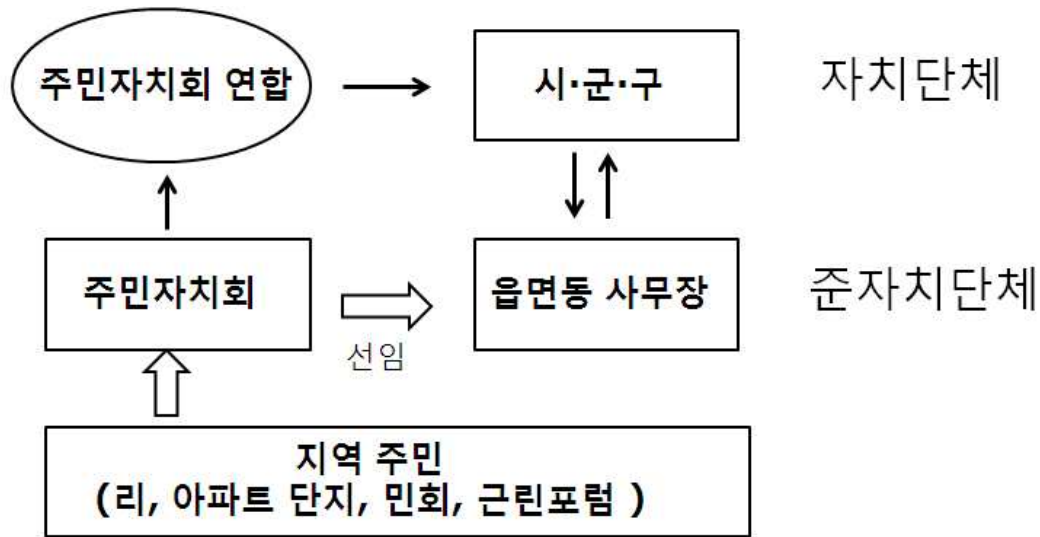 주민자치회 연합
시·군·구
자치단체
주민자치회
읍면동 사무장
준자치단체
선임
지역 주민
(리, 아파트 단지, 민회, 근린포럼 )